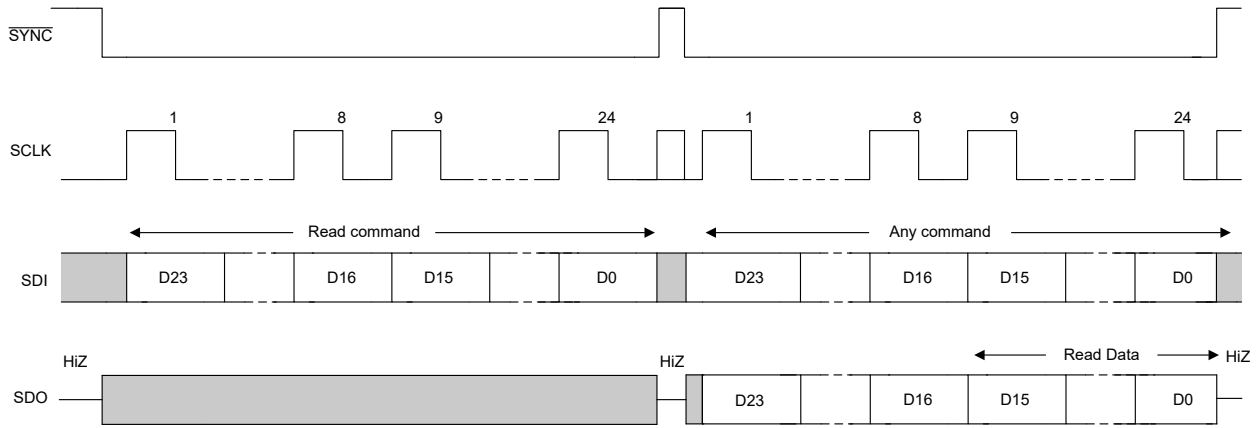 SYNC
1 8 9 24 1 8 9 24
SCLK
Read command Any command
SDI D23 D16 D15 D0 D23 D16 D15 D0
HiZ HiZ Read Data HiZ
SDO D23 D16 D15 D0